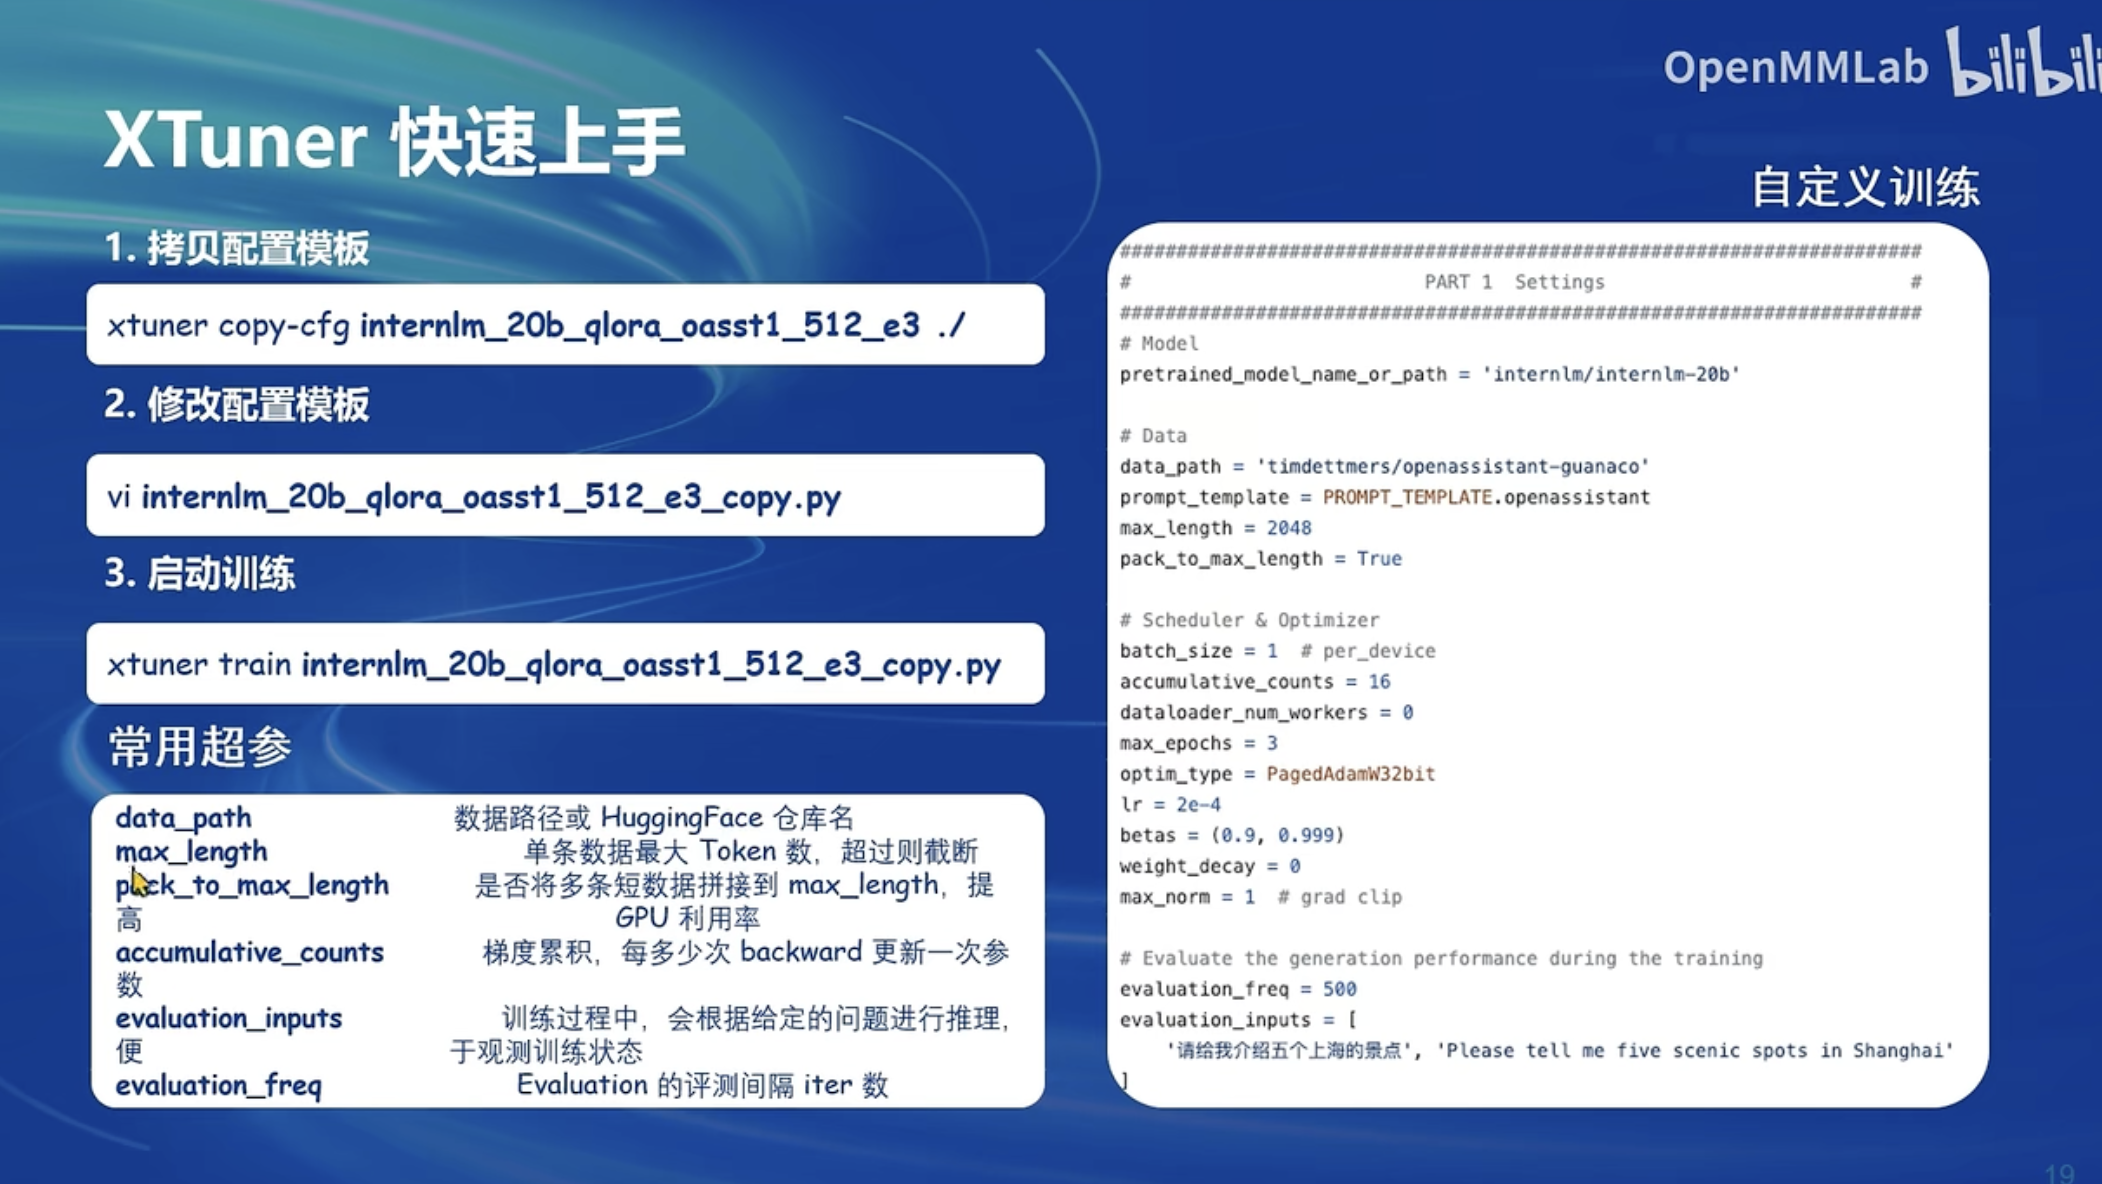 OpenMMLab bilibili
XTuner 快速上手
自定义训练
1. 拷贝配置模板
xtuner copy-cfg internlm_20b_qlora_oasst1_512_e3 ./
2. 修改配置模板
vi internlm_20b_qlora_oasst1_512_e3_copy.py
3. 启动训练
xtuner train internlm_20b_qlora_oasst1_512_e3_copy.py
常用超参
data_path 数据路径或 HuggingFace 仓库名
max_length 单条数据最大 Token 数，超过则截断
pack_to_max_length 是否将多条短数据拼接到 max_length，提
高 GPU 利用率
accumulative_counts 梯度累积，每多少次 backward 更新一次参
数
evaluation_inputs 训练过程中，会根据给定的问题进行推理，
便 于观测训练状态
evaluation_freq Evaluation 的评测间隔 iter 数
#######################################################################
# PART 1 Settings #
#######################################################################
# Model
pretrained_model_name_or_path = 'internlm/internlm-20b'
# Data
data_path = 'timdettmers/openassistant-guanaco'
prompt_template = PROMPT_TEMPLATE.openassistant
max_length = 2048
pack_to_max_length = True
# Scheduler & Optimizer
batch_size = 1 # per_device
accumulative_counts = 16
dataloader_num_workers = 0
max_epochs = 3
optim_type = PagedAdamW32bit
lr = 2e-4
betas = (0.9, 0.999)
weight_decay = 0
max_norm = 1 # grad clip
# Evaluate the generation performance during the training
evaluation_freq = 500
evaluation_inputs = [
'请给我介绍五个上海的景点', 'Please tell me five scenic spots in Shanghai'
]
19